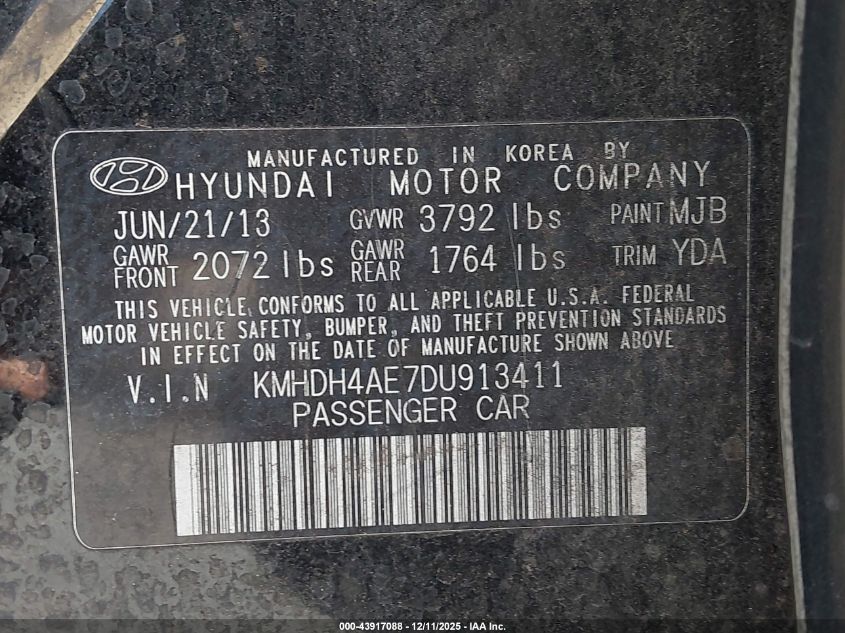 MANUFACTURED IN KOREA BY
HYUNDAI MOTOR COMPANY
JUN/21/13 GVWR 3792 lbs PAINT MJB
GAWR FRONT 2072 lbs GAWR REAR 1764 lbs TRIM YDA
THIS VEHICLE CONFORMS TO ALL APPLICABLE U.S.A. FEDERAL
MOTOR VEHICLE SAFETY, BUMPER, AND THEFT PREVENTION STANDARDS
IN EFFECT ON THE DATE OF MANUFACTURE SHOWN ABOVE
V.I.N KMHDH4AE7DU913411
PASSENGER CAR
000-43917088 - 12/11/2025 - IAA Inc.